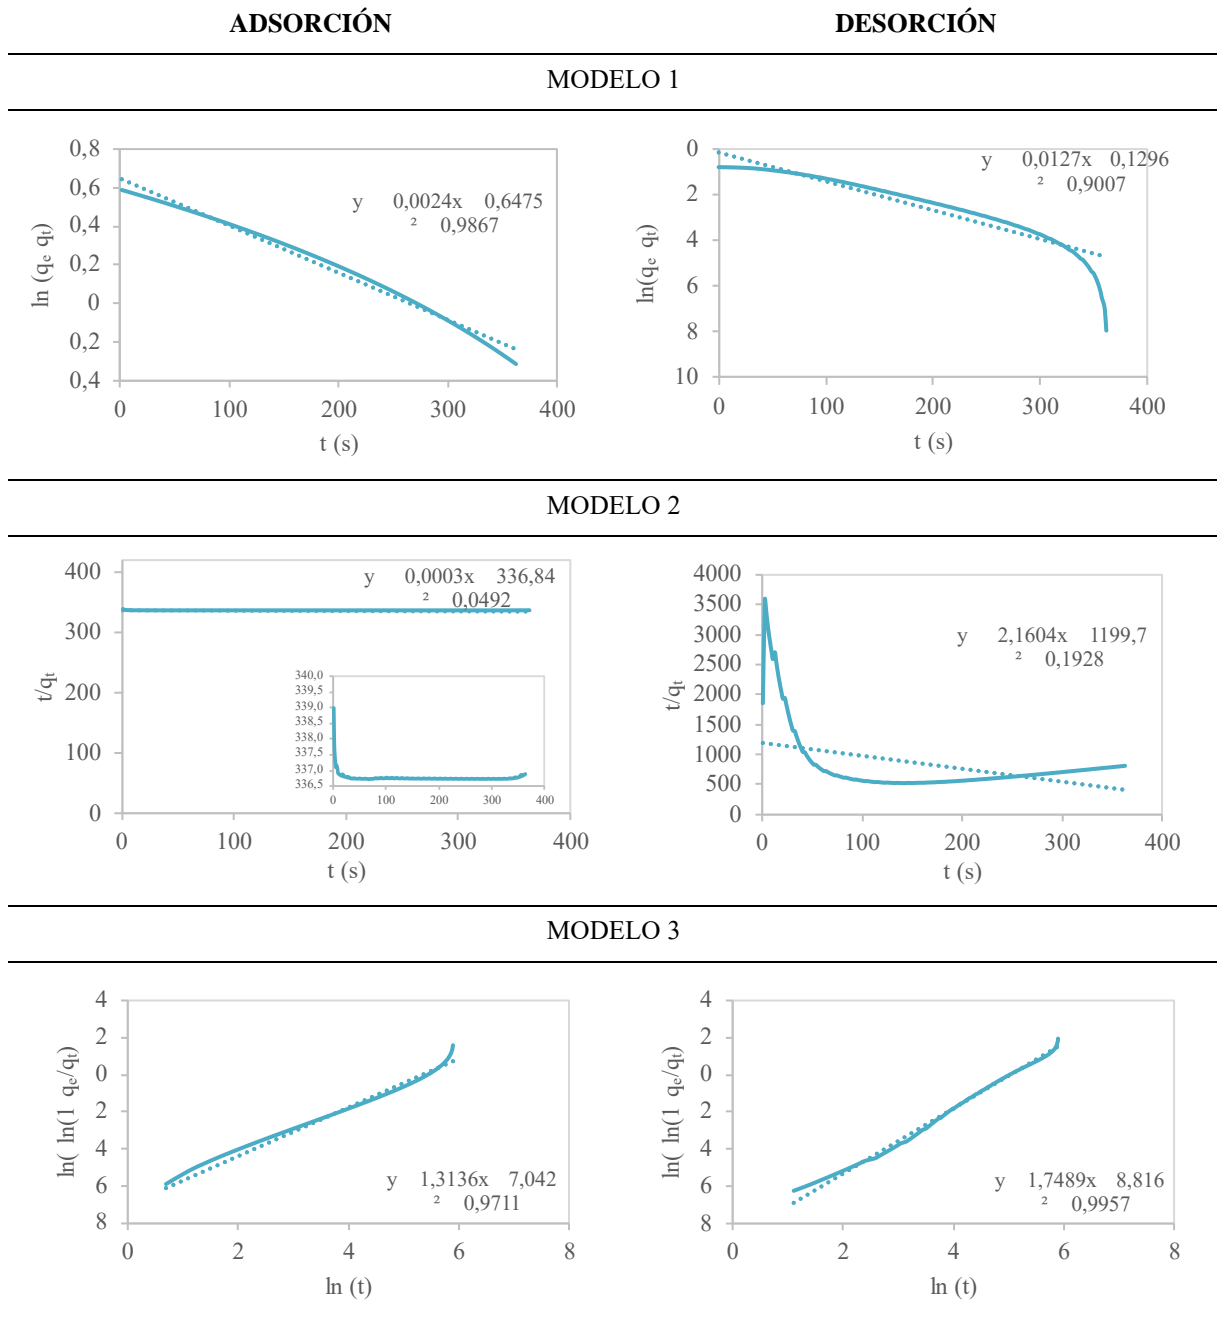 ADSORCIÓN DESORCIÓN
MODELO 1
0,8
0,6
0,4
0,2
0
0,2
0,4
ln (qe qt)
y 0,0024x 0,6475
² 0,9867
0 100 200 300 400
t (s)
0
2
4
6
8
10
ln(qe qt)
y 0,0127x 0,1296
² 0,9007
0 100 200 300 400
t (s)
MODELO 2
400
300
200
100
0
t/qt
y 0,0003x 336,84
² 0,0492
340,0
339,5
339,0
338,5
338,0
337,5
337,0
336,5
0 100 200 300 400
0 100 200 300 400
t (s)
4000
3500
3000
2500
2000
1500
1000
500
0
t/qt
y 2,1604x 1199,7
² 0,1928
0 100 200 300 400
t (s)
MODELO 3
4
2
0
2
4
6
8
ln( ln(1 qe/qt)
y 1,3136x 7,042
² 0,9711
0 2 4 6 8
ln (t)
4
2
0
2
4
6
8
ln( ln(1 qe/qt)
y 1,7489x 8,816
² 0,9957
0 2 4 6 8
ln (t)